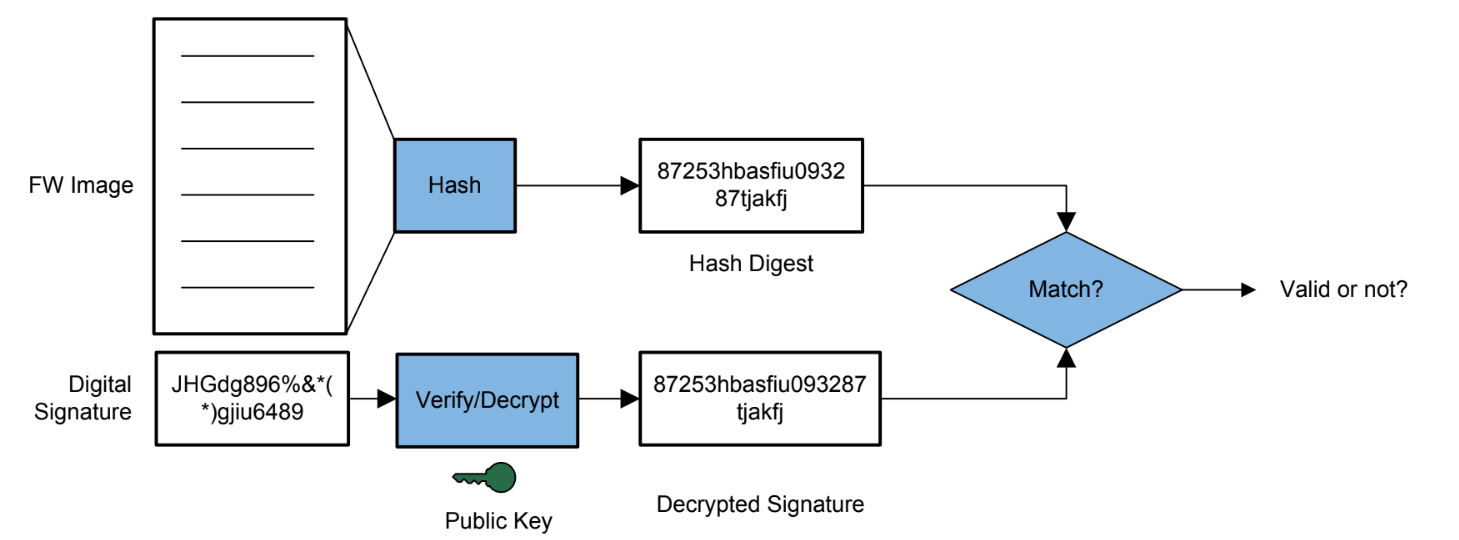 FW Image
Hash
87253hbasfiu0932
87tjakfj
Hash Digest
Match?
Valid or not?
Digital
Signature
JHGdg896%&*(
*)gjiu6489
Verify/Decrypt
87253hbasfiu093287
tjakfj
Public Key
Decrypted Signature